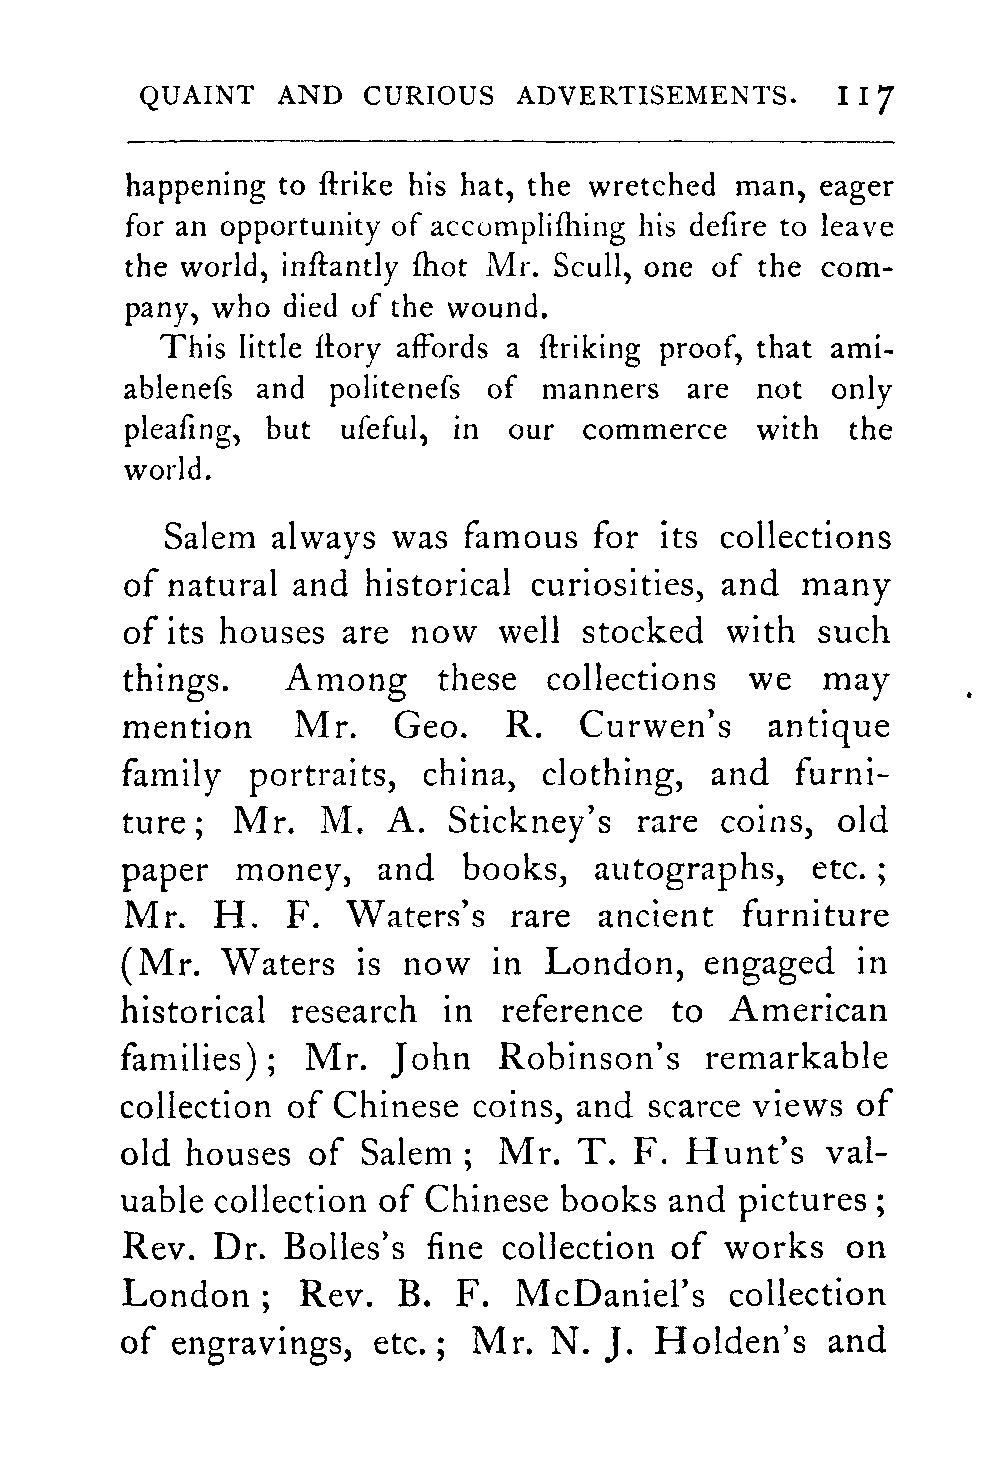 QUAINT AND CURIOUS ADVERTISEMENTS. 117
happening to ſtrike his hat, the wretched man, eager
for an opportunity of accompliſhing his deſire to leave
the world, inſtantly ſhot Mr. Scull, one of the com-
pany, who died of the wound.
This little ſtory affords a ſtriking proof, that ami-
ableneſs and politeneſs of manners are not only
pleaſing, but uſeful, in our commerce with the
world.
Salem always was famous for its collections
of natural and historical curiosities, and many
of its houses are now well stocked with such
things. Among these collections we may
mention Mr. Geo. R. Curwen's antique
family portraits, china, clothing, and furni-
ture; Mr. M. A. Stickney's rare coins, old
paper money, and books, autographs, etc.;
Mr. H. F. Waters's rare ancient furniture
(Mr. Waters is now in London, engaged in
historical research in reference to American
families); Mr. John Robinson's remarkable
collection of Chinese coins, and scarce views of
old houses of Salem; Mr. T. F. Hunt's val-
uable collection of Chinese books and pictures;
Rev. Dr. Bolles's fine collection of works on
London; Rev. B. F. McDaniel's collection
of engravings, etc.; Mr. N. J. Holden's and